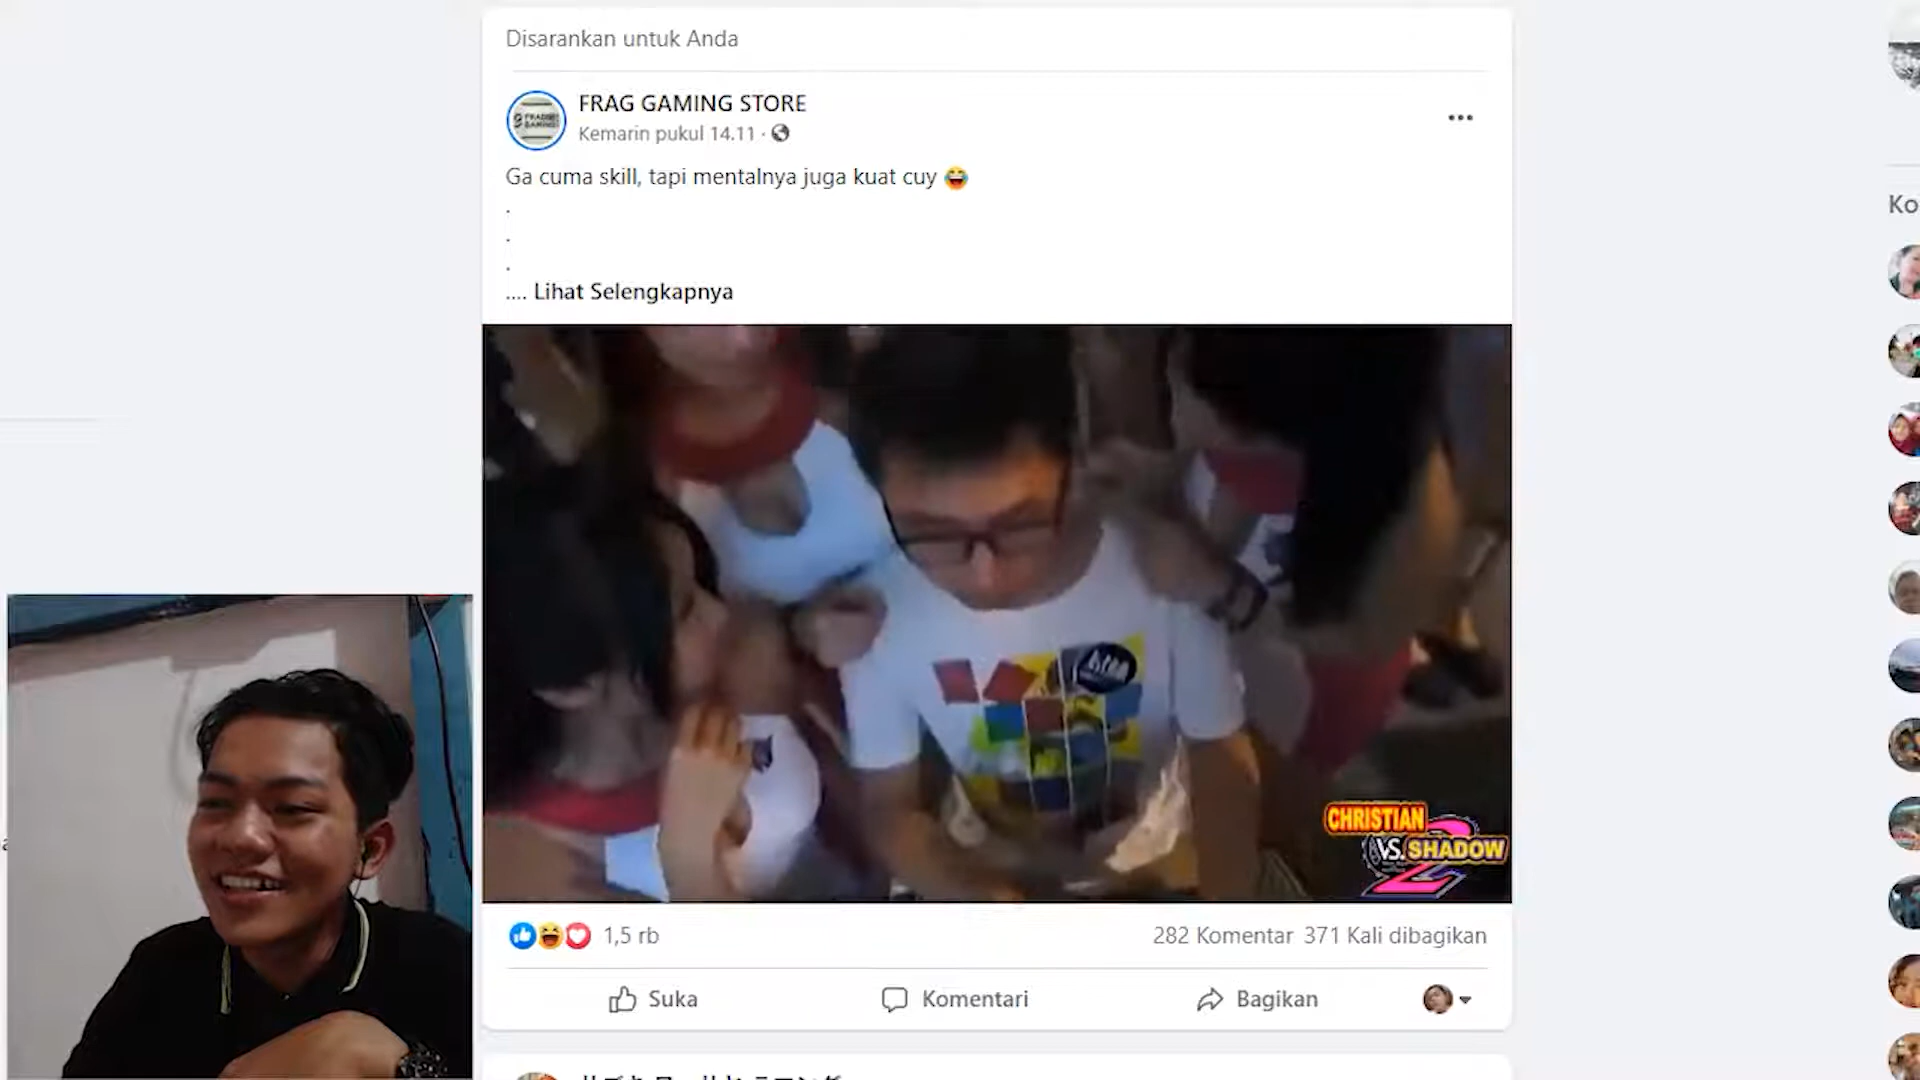 Disarankan untuk Anda
FRAG GAMING STORE
Kemarin pukul 14.11 ·
Ga cuma skill, tapi mentalnya juga kuat cuy 😂
.
.
.
.... Lihat Selengkapnya
CHRISTIAN
VS. SHADOW
2
1,5 rb
282 Komentar 371 Kali dibagikan
Suka
Komentari
Bagikan
Ko